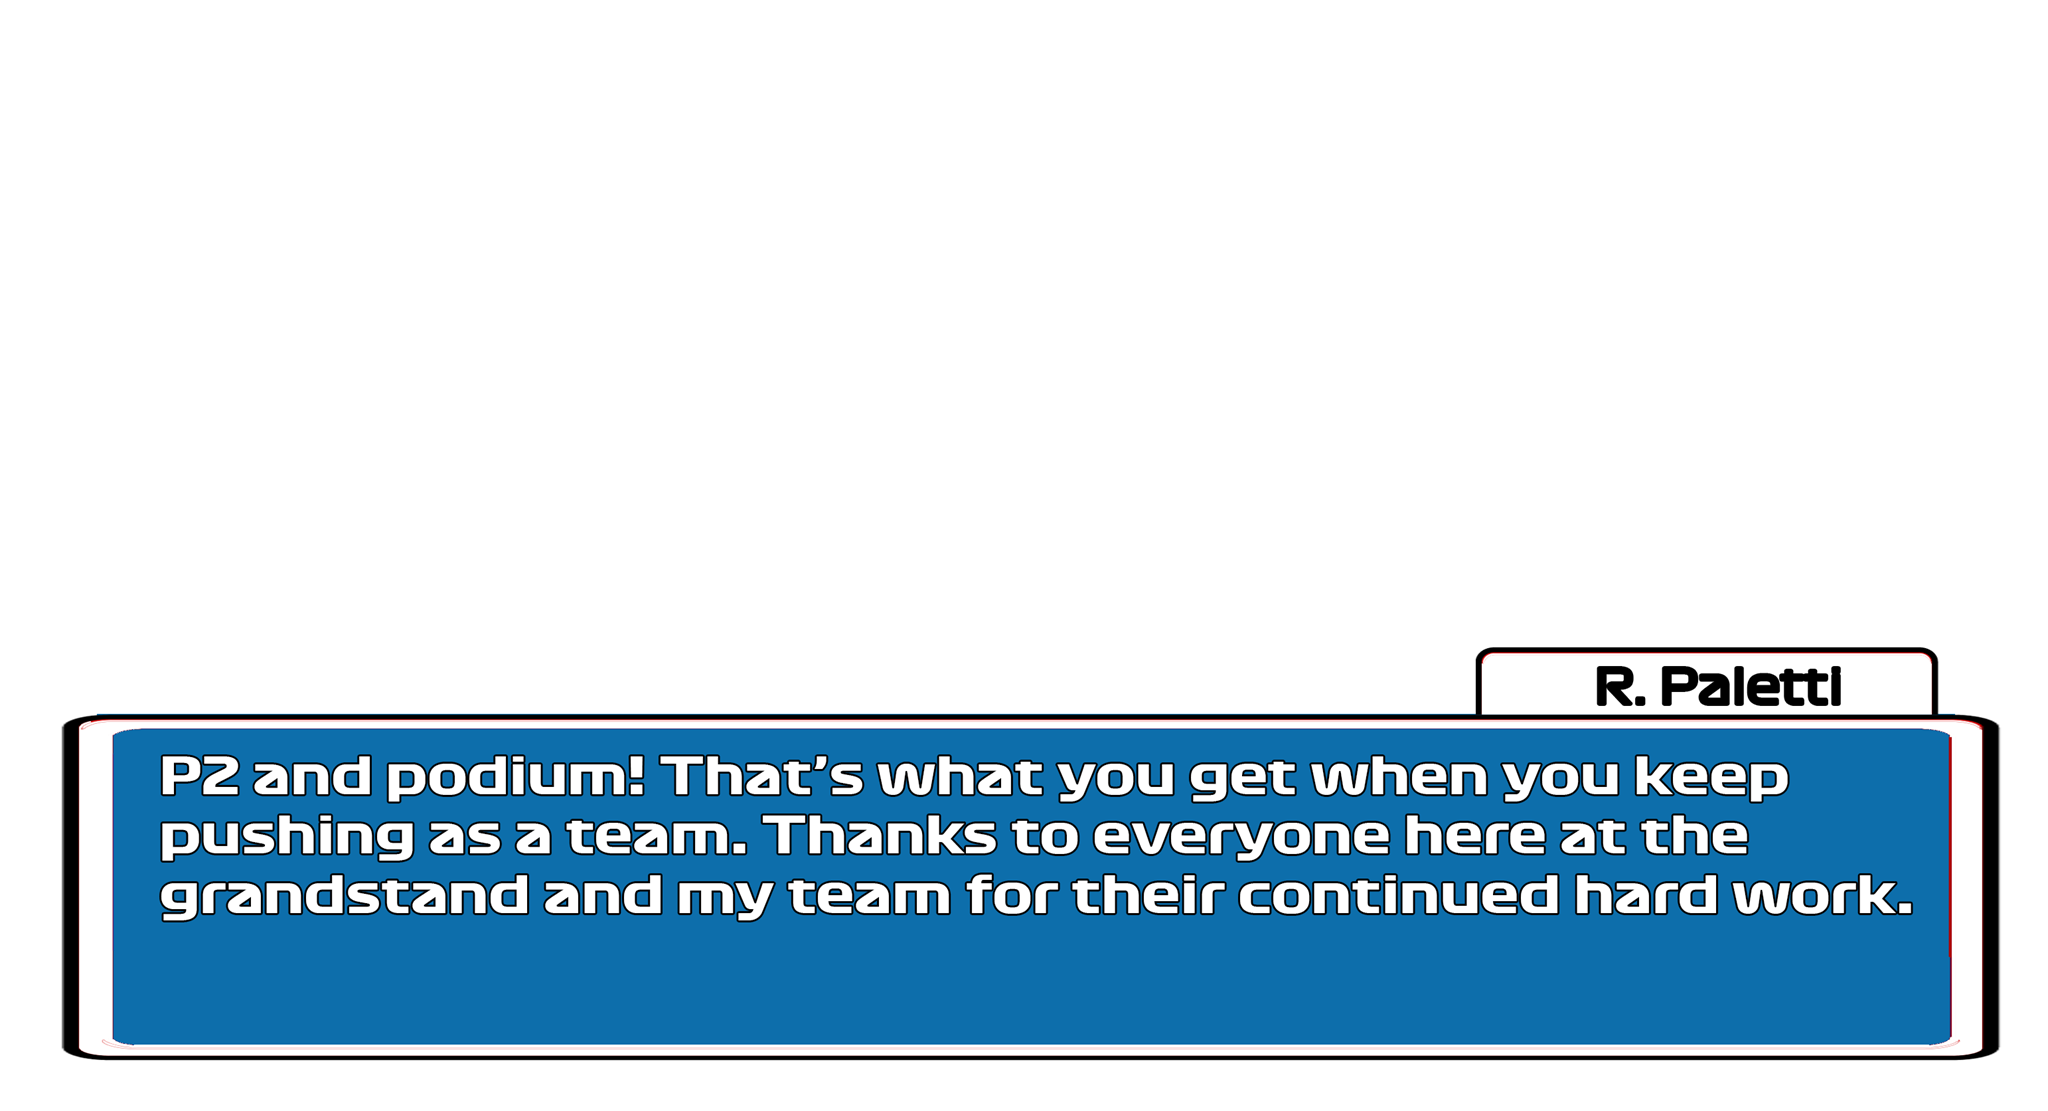 R. Paletti
P2 and podium! That’s what you get when you keep
pushing as a team. Thanks to everyone here at the
grandstand and my team for their continued hard work.